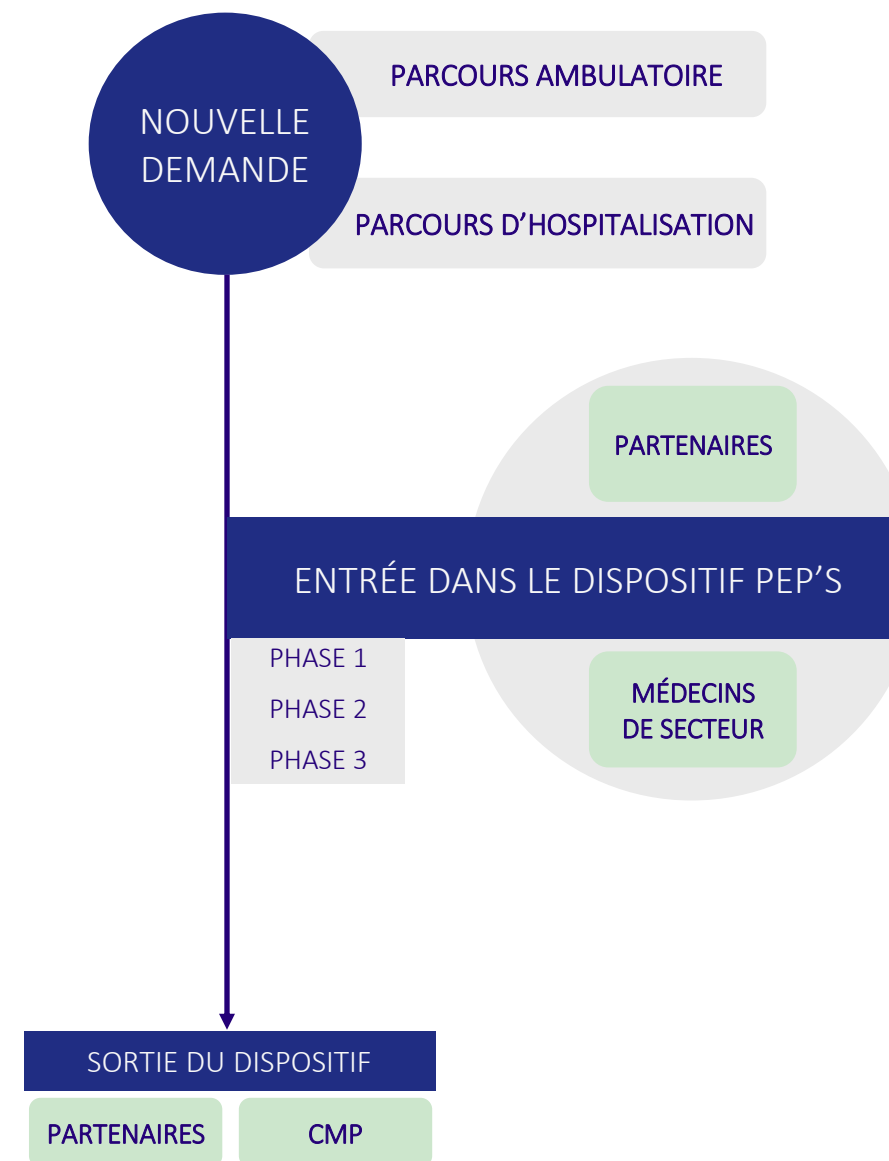 NOUVELLE
DEMANDE
PARCOURS AMBULATOIRE
PARCOURS D’HOSPITALISATION
PARTENAIRES
ENTRÉE DANS LE DISPOSITIF PEP’S
PHASE 1
PHASE 2
PHASE 3
MÉDECINS
DE SECTEUR
SORTIE DU DISPOSITIF
PARTENAIRES
CMP